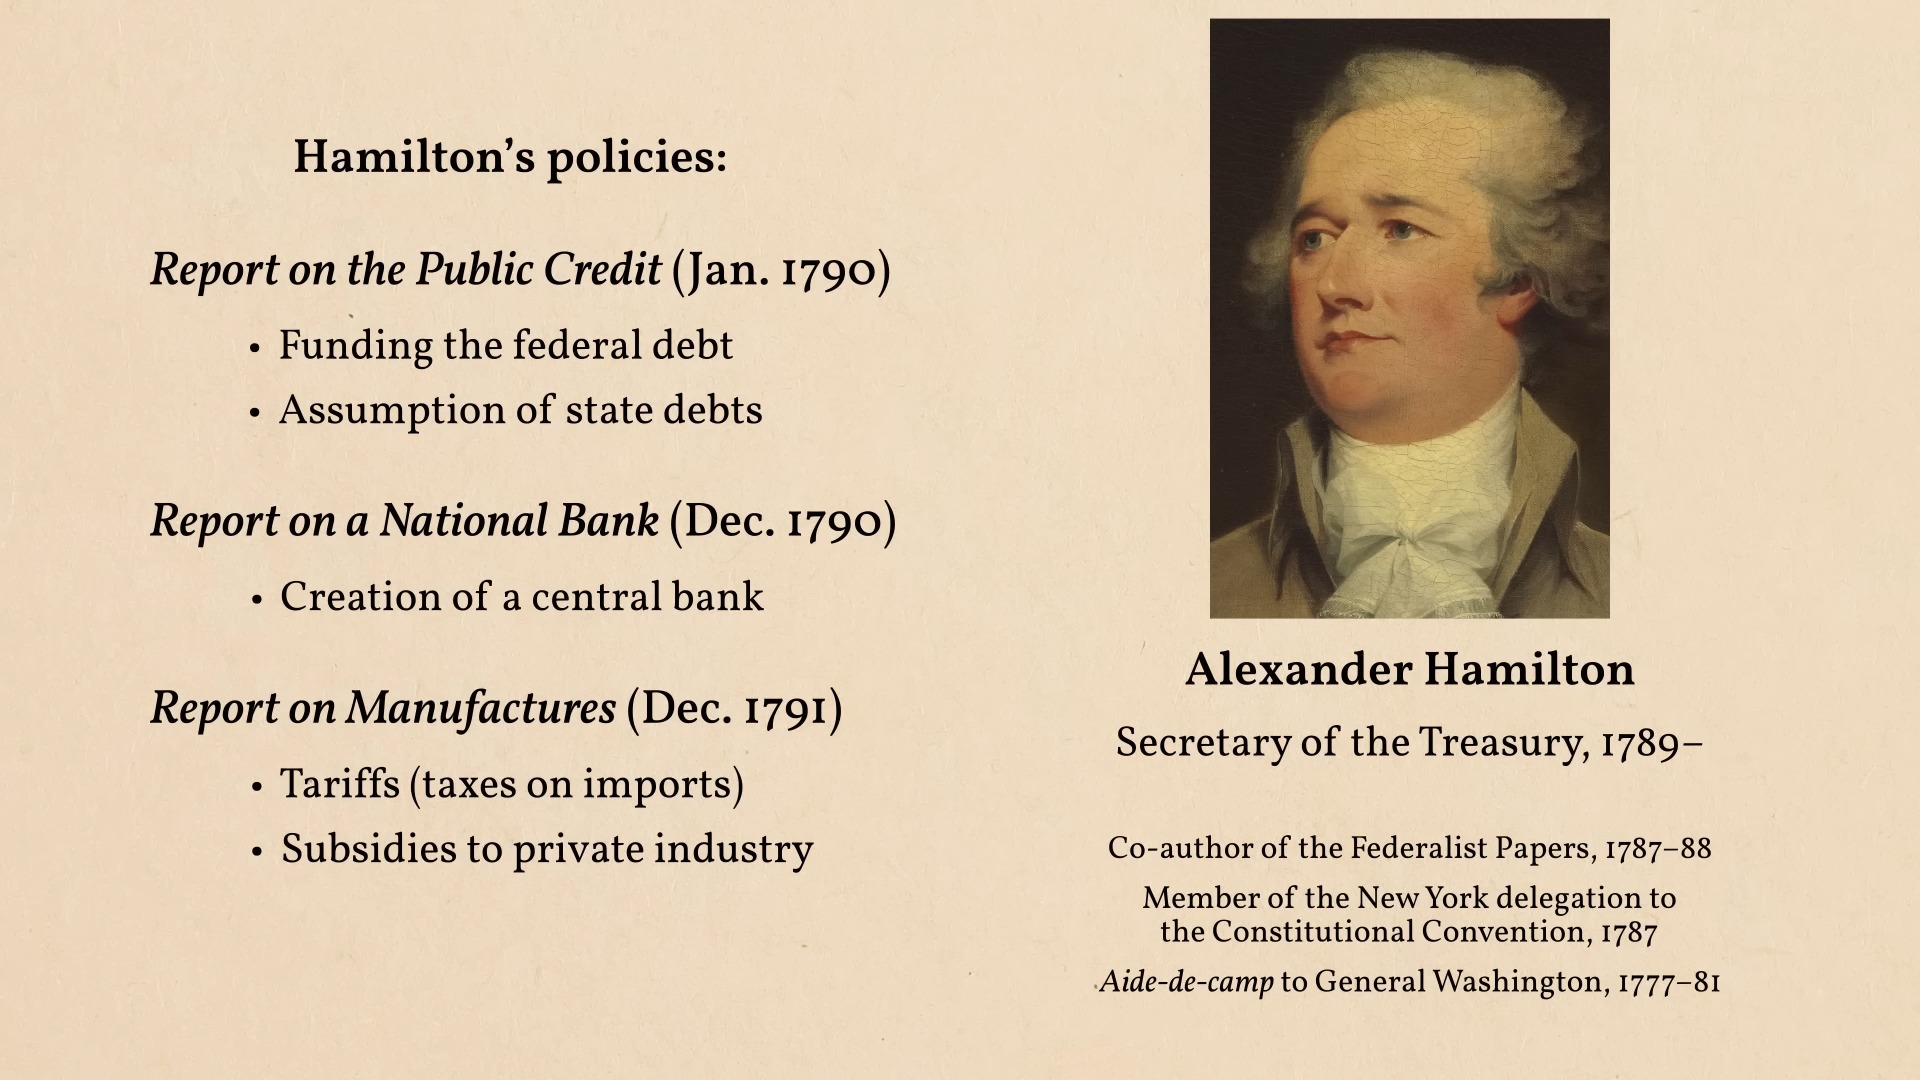 Hamilton’s policies:
Report on the Public Credit (Jan. 1790)
• Funding the federal debt
• Assumption of state debts
Report on a National Bank (Dec. 1790)
• Creation of a central bank
Report on Manufactures (Dec. 1791)
• Tariffs (taxes on imports)
• Subsidies to private industry
Alexander Hamilton
Secretary of the Treasury, 1789–
Co-author of the Federalist Papers, 1787–88
Member of the New York delegation to
the Constitutional Convention, 1787
Aide-de-camp to General Washington, 1777–81